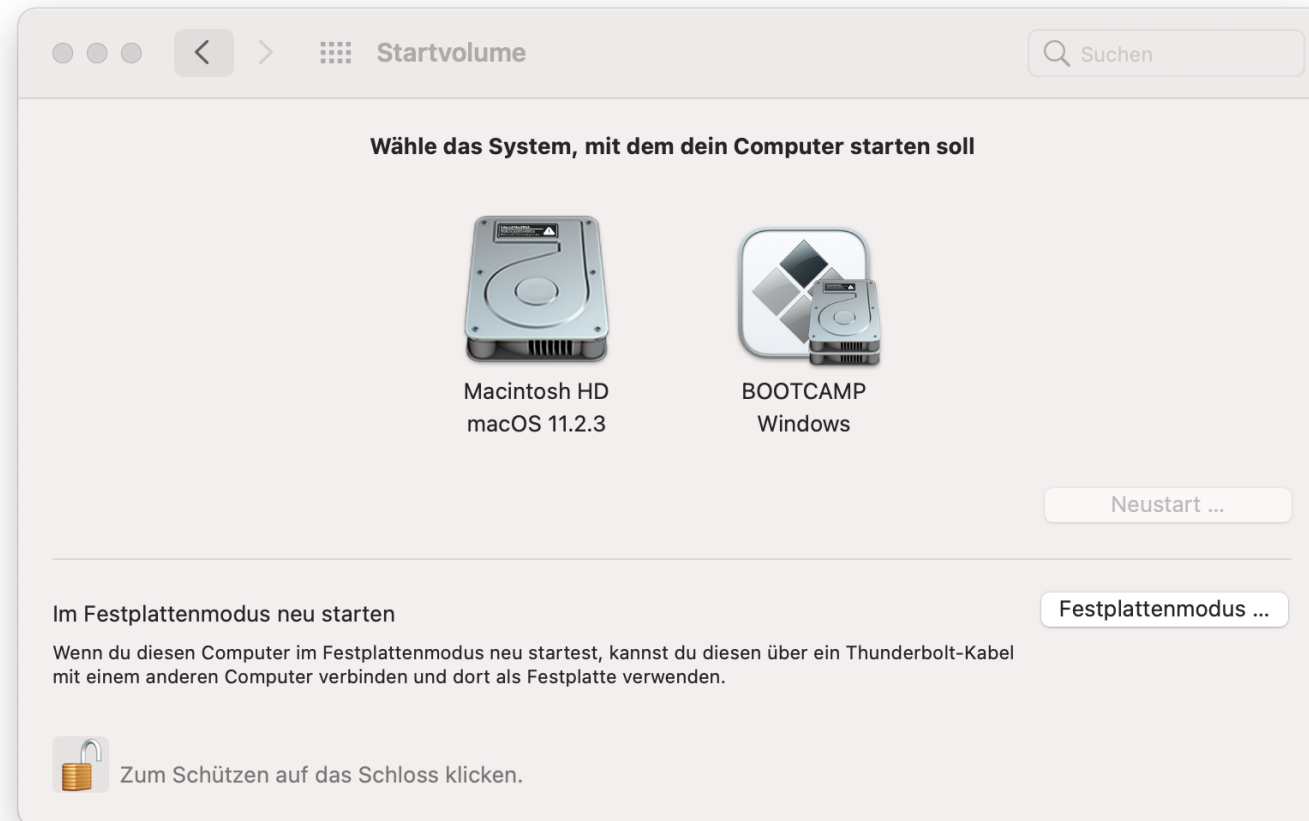 Startvolume
Suchen
Wähle das System, mit dem dein Computer starten soll
Macintosh HD
macOS 11.2.3
BOOTCAMP
Windows
Neustart ...
Im Festplattenmodus neu starten
Festplattenmodus ...
Wenn du diesen Computer im Festplattenmodus neu startest, kannst du diesen über ein Thunderbolt-Kabel
mit einem anderen Computer verbinden und dort als Festplatte verwenden.
Zum Schützen auf das Schloss klicken.